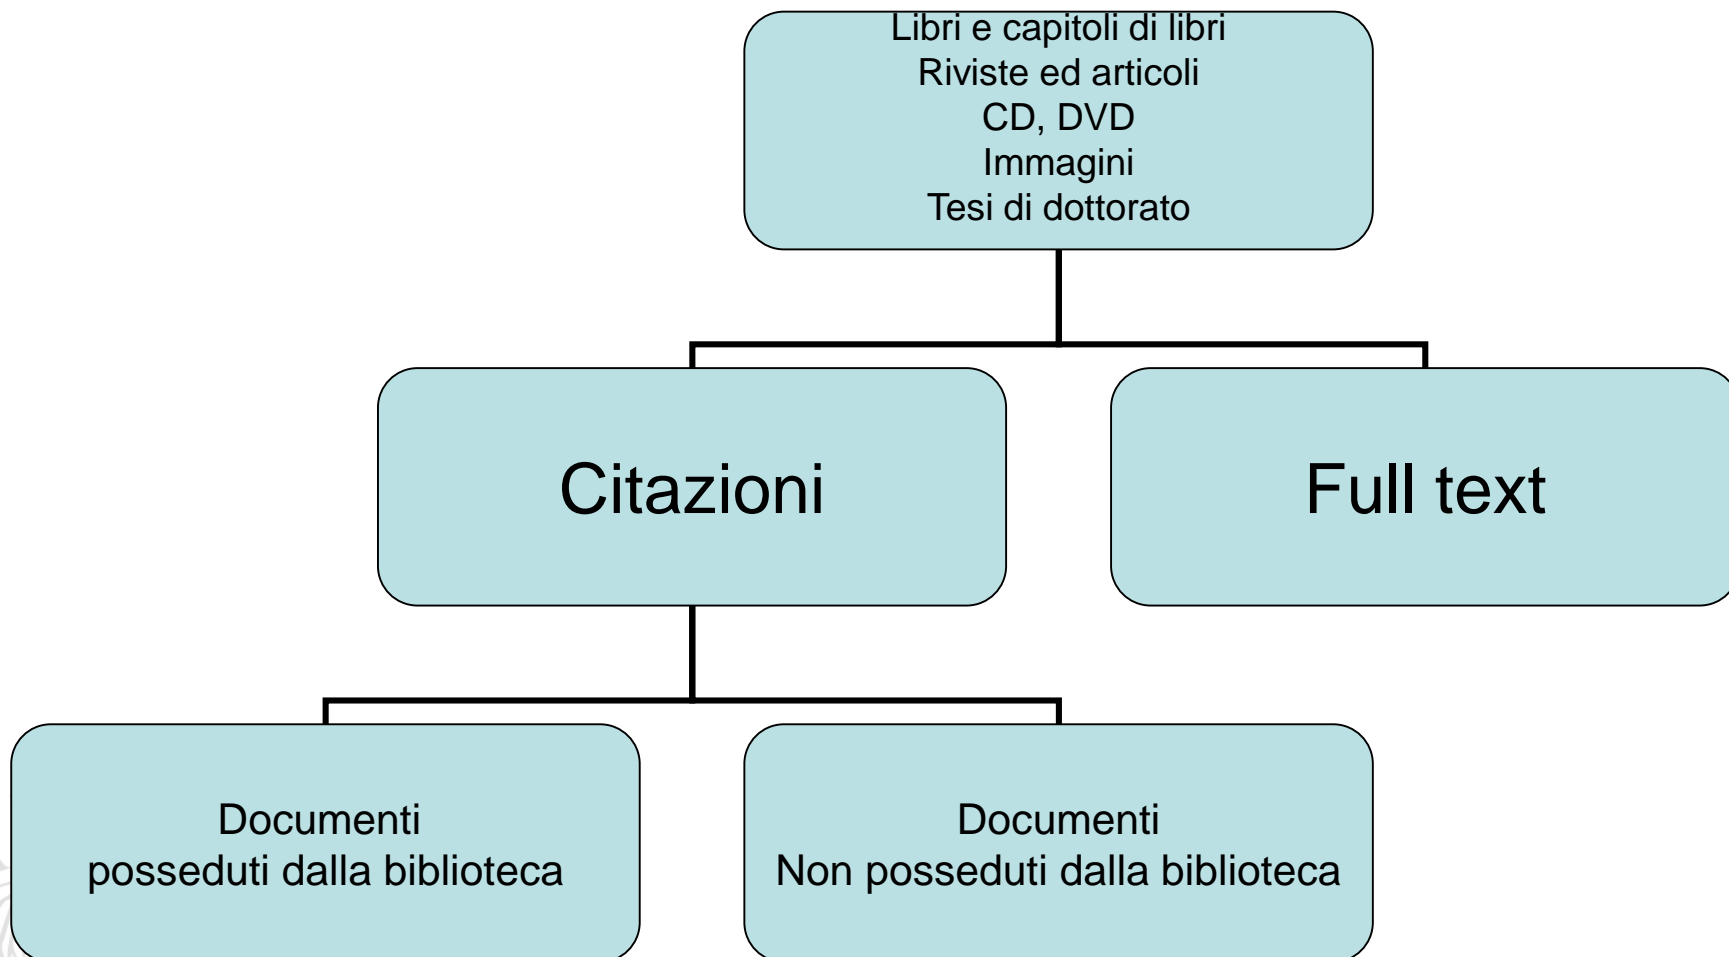 Libri e capitoli di libri
Riviste ed articoli
CD, DVD
Immagini
Tesi di dottorato
Citazioni
Full text
Documenti
posseduti dalla biblioteca
Documenti
Non posseduti dalla biblioteca